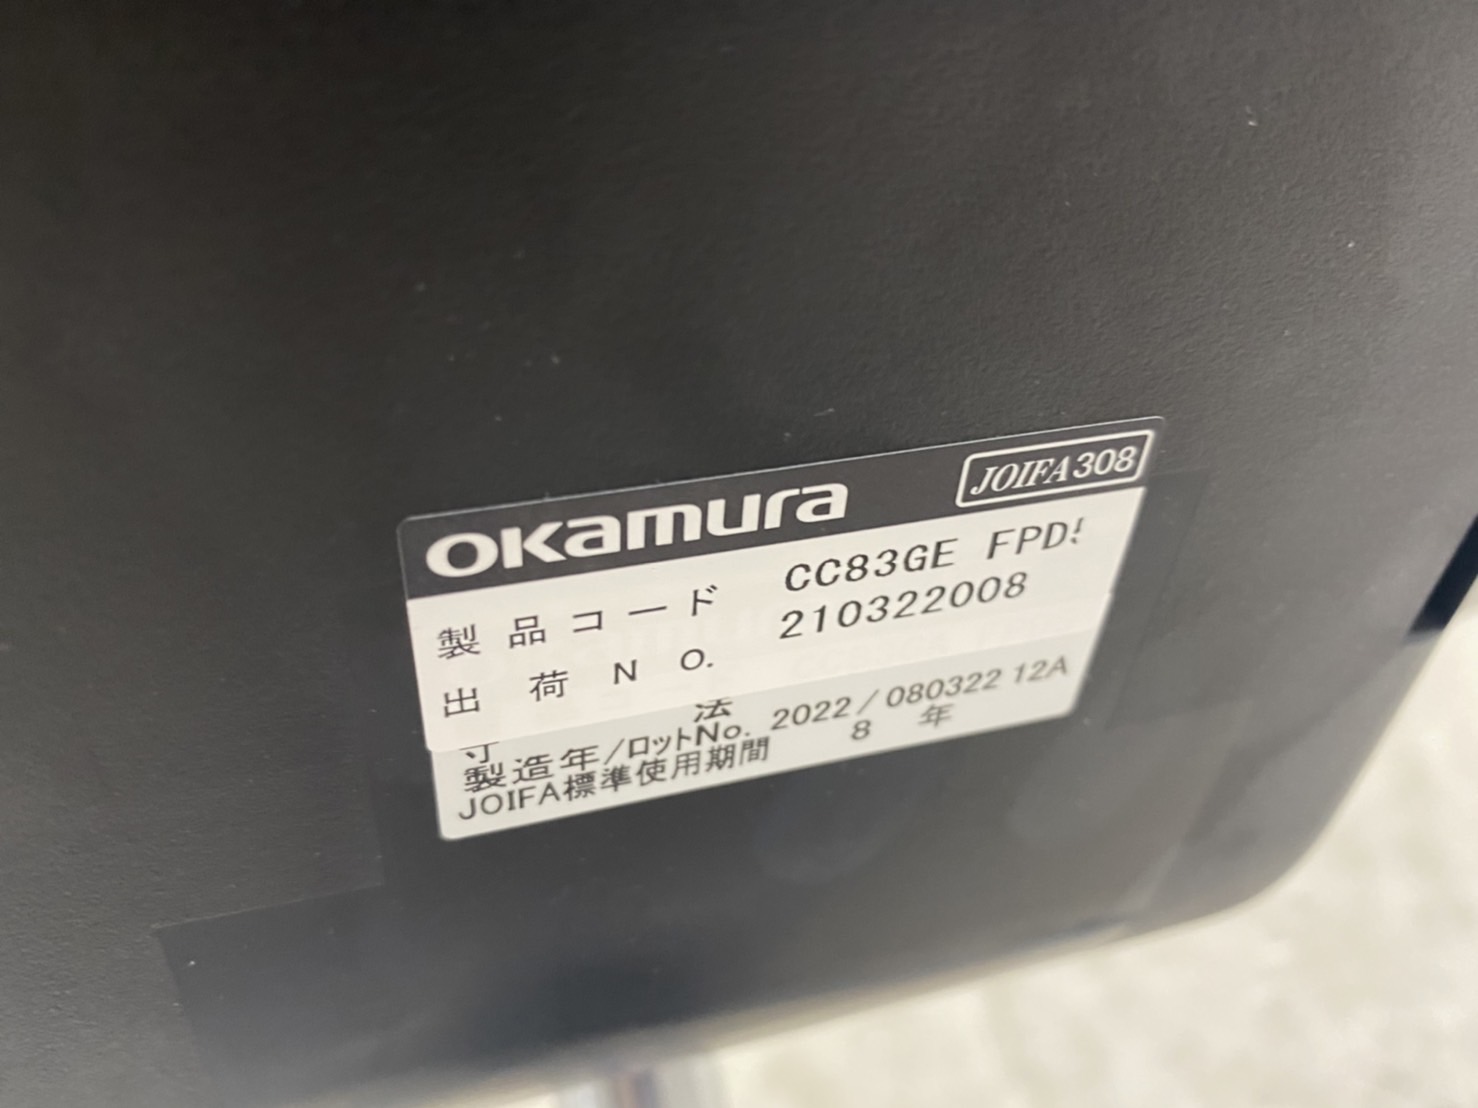 okamura JOIFA308
製品コード CC83GE FPD
出荷NO. 210322008
寸法
製造年/ロットNo. 2022/080322 12A
JOIFA標準使用期間 8年